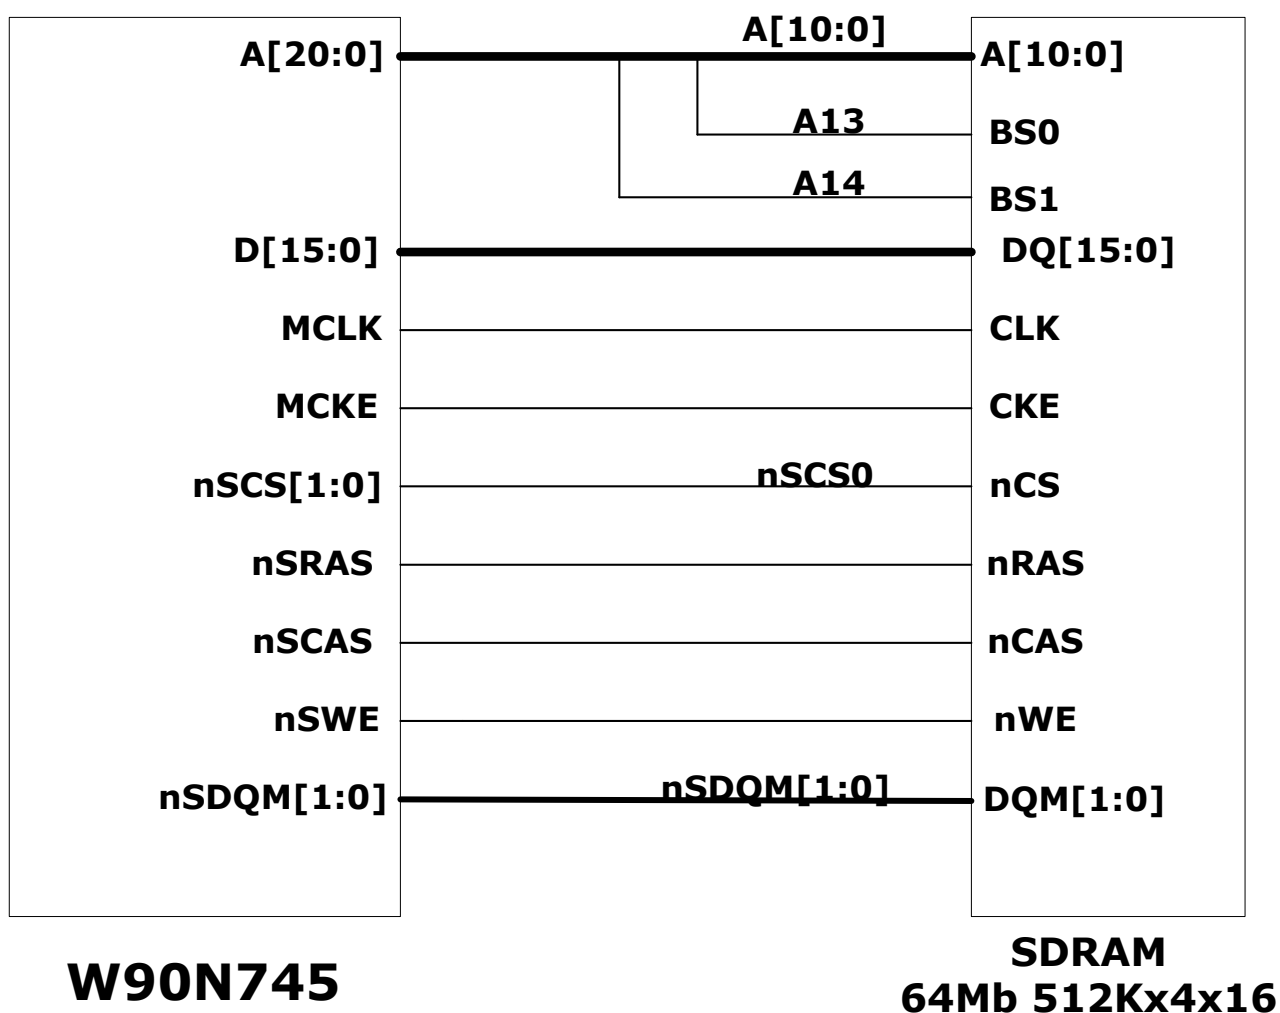 A[20:0] A[10:0] A[10:0]
A13 BS0
A14 BS1
D[15:0] DQ[15:0]
MCLK CLK
MCKE CKE
nSCS[1:0] nSCS0 nCS
nSRAS nRAS
nSCAS nCAS
nSWE nWE
nSDQM[1:0] nSDQM[1:0] DQM[1:0]
W90N745
SDRAM
64Mb 512Kx4x16